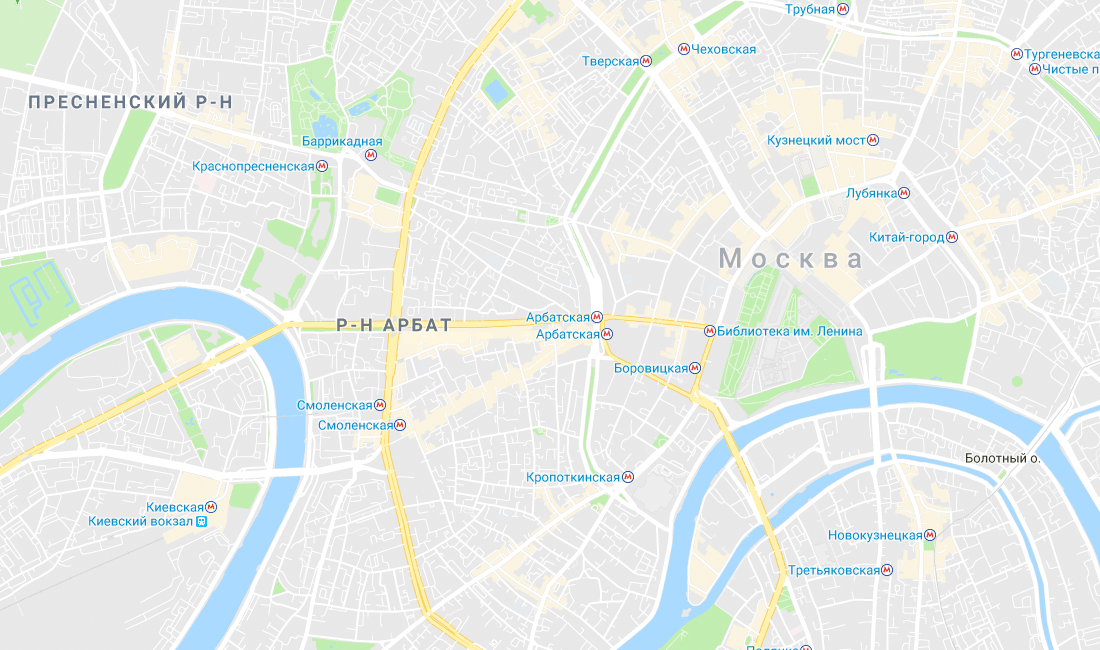 Трубная
Чеховская
Тургеневска
Тверская
Чистые п
ПРЕСНЕНСКИЙ Р-Н
Баррикадная
Кузнецкий мост
Краснопресненская
Лубянка
Китай-город
Москва
Арбатская
Р-Н АРБАТ
Библиотека им. Ленина
Арбатская
Боровицкая
Смоленская
Смоленская
Болотный о.
Кропоткинская
Киевская
Киевский вокзал
Новокузнецкая
Третьяковская